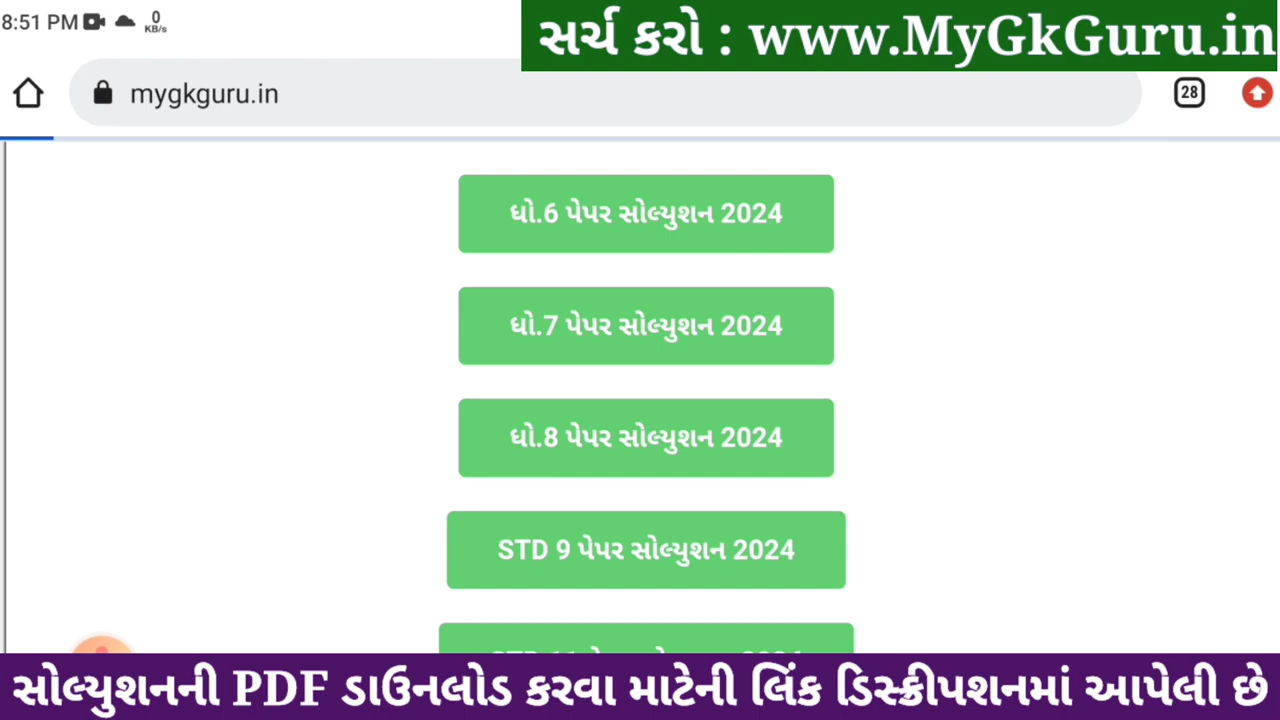 8:51 PM 0 KB/s
સર્ચ કરો : www.MyGkGuru.in
mygkguru.in
28
ધો.6 પેપર સોલ્યુશન 2024
ધો.7 પેપર સોલ્યુશન 2024
ધો.8 પેપર સોલ્યુશન 2024
STD 9 પેપર સોલ્યુશન 2024
સોલ્યુશનની PDF ડાઉનલોડ કરવા માટેની લિંક ડિસ્ક્રીપશનમાં આપેલી છે